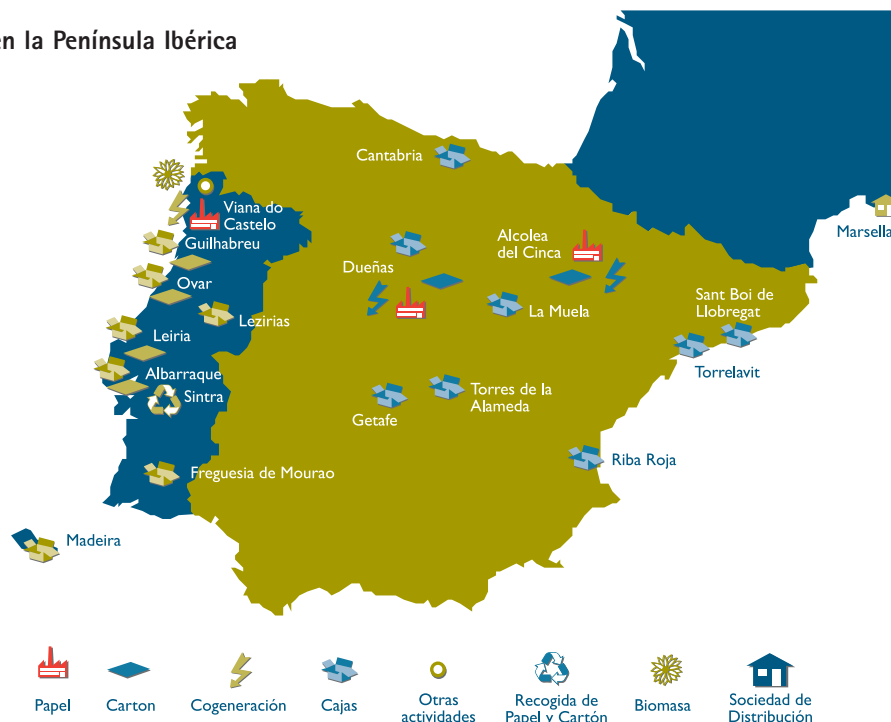 en la Península Ibérica
Cantabria
Viana do
Castelo
Guilhabreu
Alcolea
del Cinca
Marsella
Dueñas
Ovar
Sant Boi de
Llobregat
La Muela
Lezirias
Leiria
Torrelavit
Albarraque
Sintra
Torres de la
Alameda
Getafe
Riba Roja
Freguesia de Mourao
Madeira
Papel
Carton
Cogeneración
Cajas
Otras
actividades
Recogida de
Papel y Cartón
Biomasa
Sociedad de
Distribución